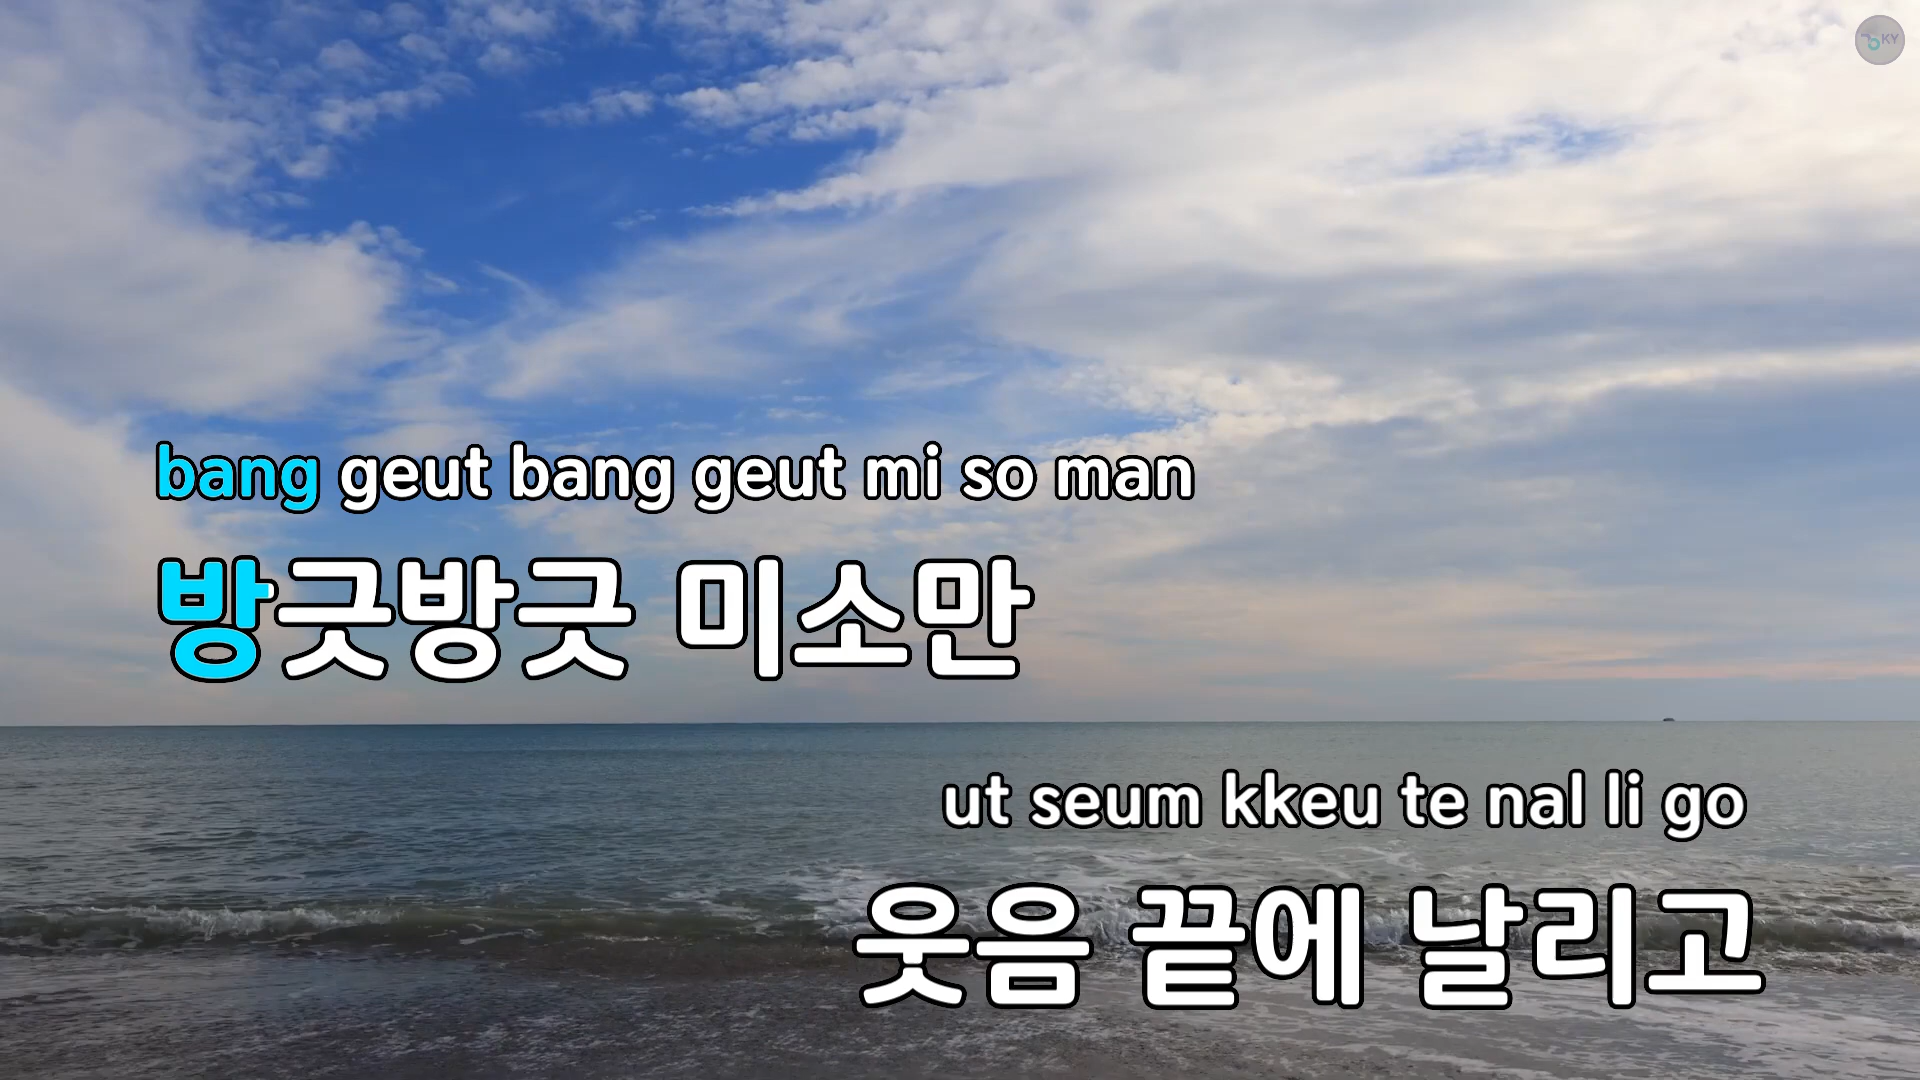 KY
bang geut bang geut mi so man
방긋방긋 미소만
ut seum kkeu te nal li go
웃음 끝에 날리고